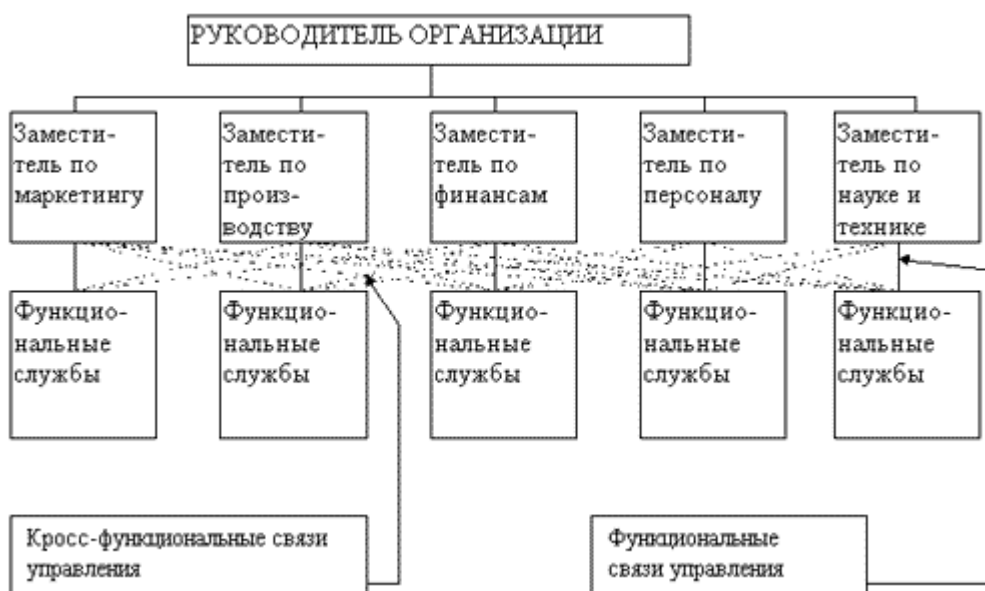 РУКОВОДИТЕЛЬ ОРГАНИЗАЦИИ
Замести-
тель по
маркетингу
Замести-
тель по
произ-
водству
Замести-
тель по
финансам
Замести-
тель по
персоналу
Замести-
тель по
науке и
технике
Функцио-
нальные
службы
Функцио-
нальные
службы
Функцио-
нальные
службы
Функцио-
нальные
службы
Функцио-
нальные
службы
Кросс-функциональные связи
управления
Функциональные
связи управления